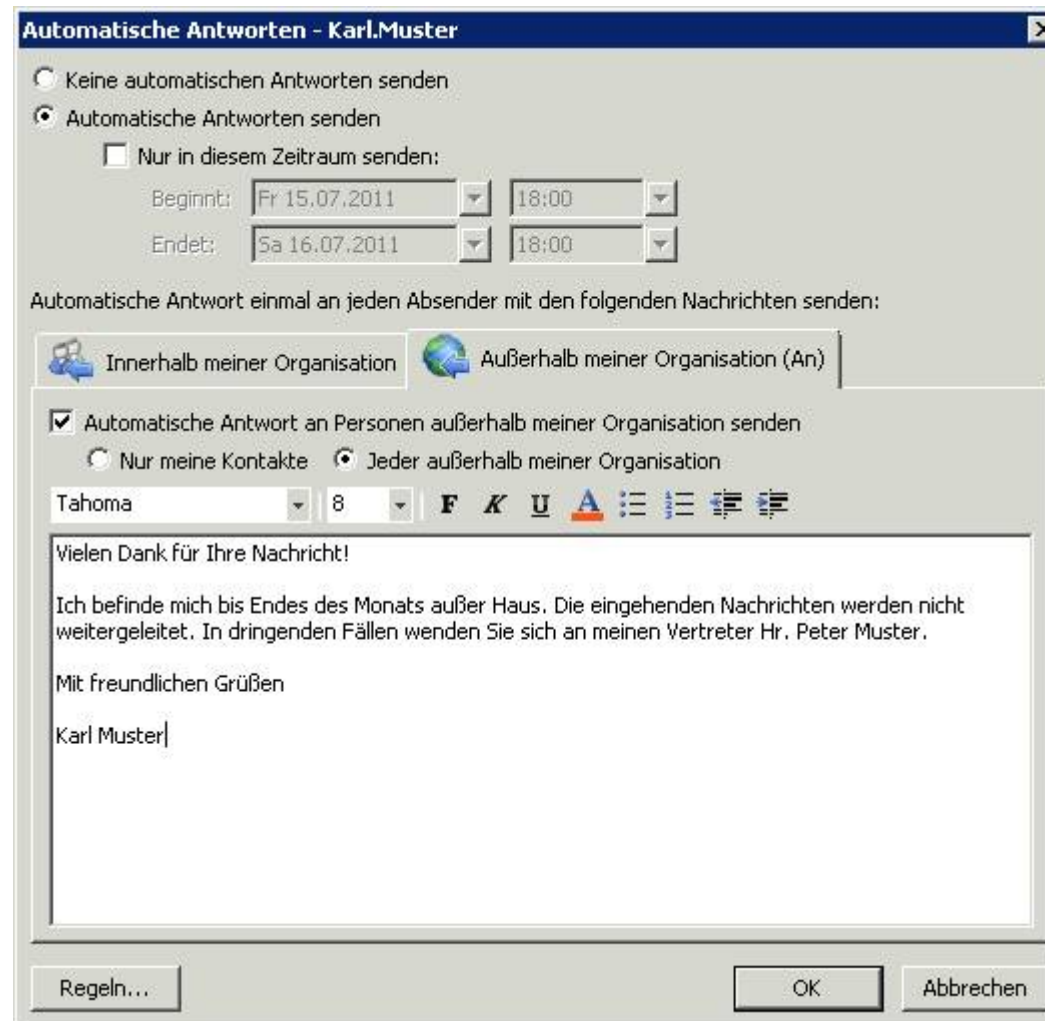 Automatische Antworten - Karl.Muster
Keine automatischen Antworten senden
Automatische Antworten senden
Nur in diesem Zeitraum senden:
Beginnt: Fr 15.07.2011 18:00
Endet: Sa 16.07.2011 18:00
Automatische Antwort einmal an jeden Absender mit den folgenden Nachrichten senden:
Innerhalb meiner Organisation Außerhalb meiner Organisation (An)
Automatische Antwort an Personen außerhalb meiner Organisation senden
Nur meine Kontakte Jeder außerhalb meiner Organisation
Tahoma 8 F K U A
Vielen Dank für Ihre Nachricht!
Ich befinde mich bis Endes des Monats außer Haus. Die eingehenden Nachrichten werden nicht
weitergeleitet. In dringenden Fällen wenden Sie sich an meinen Vertreter Hr. Peter Muster.
Mit freundlichen Grüßen
Karl Muster
Regeln... OK Abbrechen